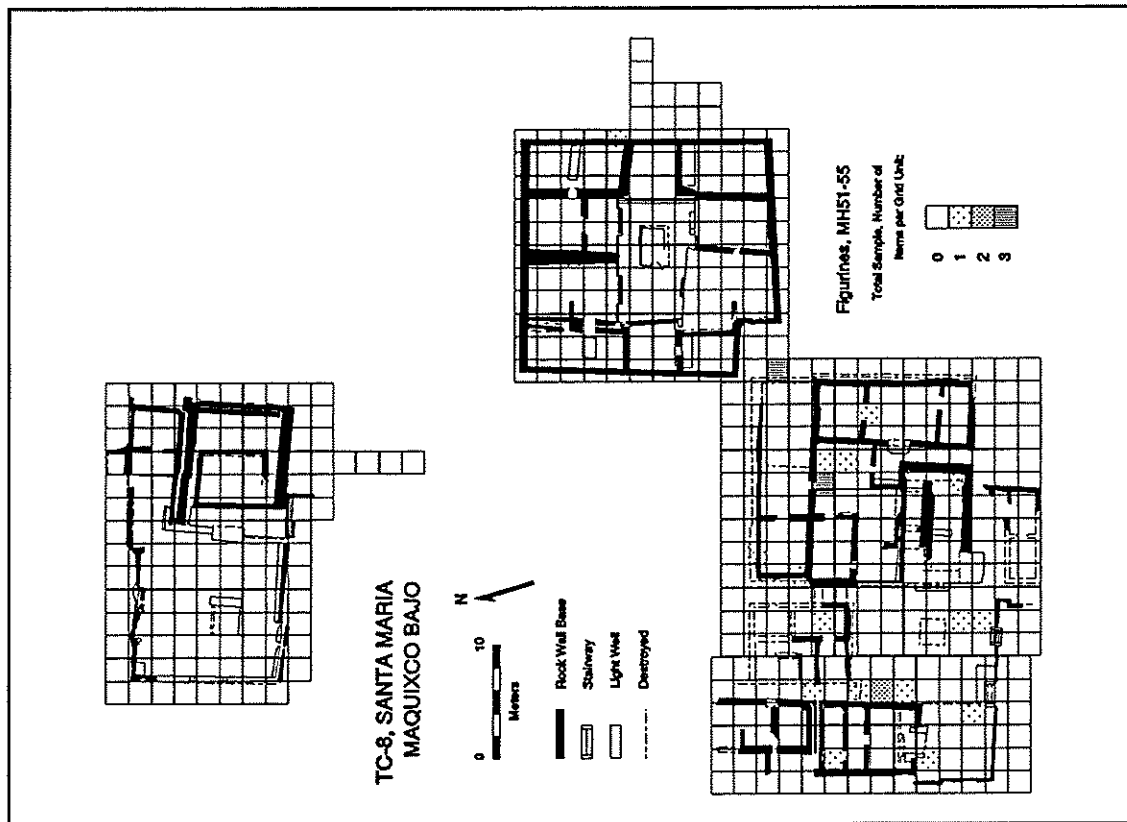 TC-8, SANTA MARIA
MAQUIXCO BAJO
N
0 10
Meters
Rock Wall Base
Stairway
Light Well
Destroyed
Figurines, MH51-55
Total Sample, Number of
Items per Grid Unit:
0
1
2
3